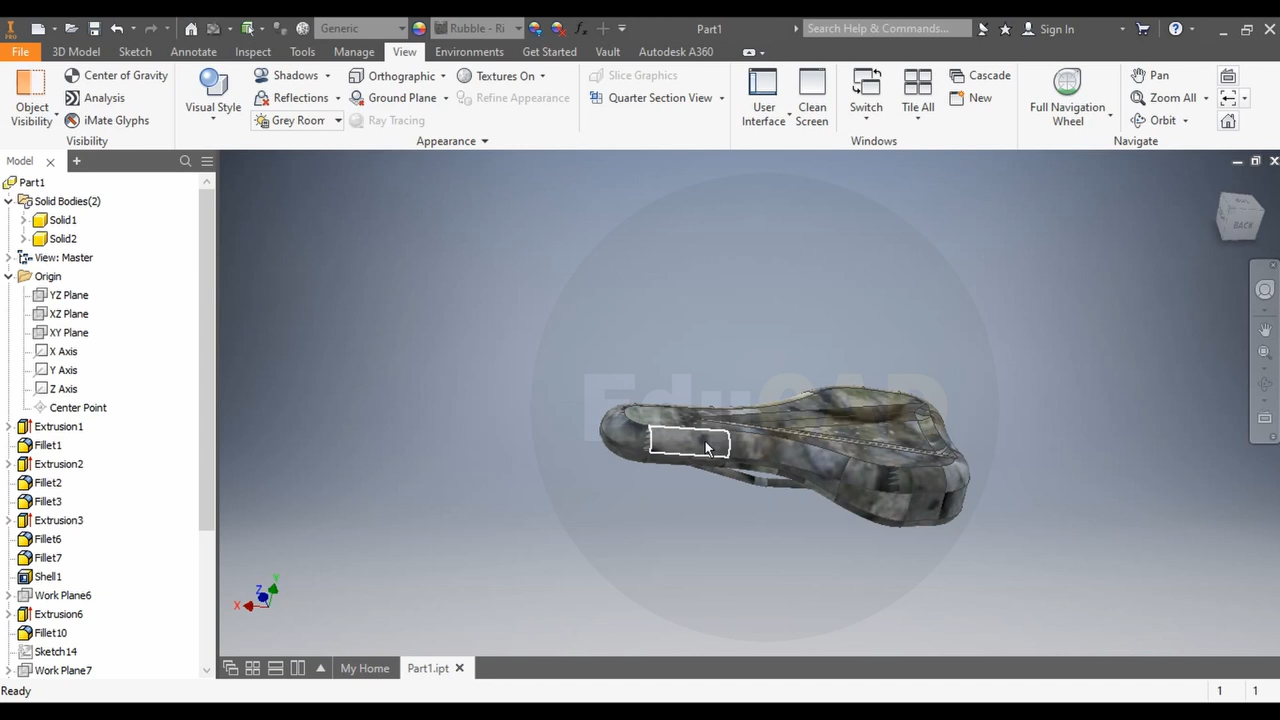 Generic
Rubble - Ri
Part1
Search Help & Commands...
Sign In
File
3D Model
Sketch
Annotate
Inspect
Tools
Manage
View
Environments
Get Started
Vault
Autodesk A360
Object Visibility
Center of Gravity
Analysis
iMate Glyphs
Visibility
Visual Style
Shadows
Reflections
Grey Room
Orthographic
Ground Plane
Ray Tracing
Textures On
Refine Appearance
Appearance
Slice Graphics
Quarter Section View
User Interface
Clean Screen
Switch
Tile All
Cascade
New
Windows
Full Navigation Wheel
Pan
Zoom All
Orbit
Navigate
Model
Part1
Solid Bodies(2)
Solid1
Solid2
View: Master
Origin
YZ Plane
XZ Plane
XY Plane
X Axis
Y Axis
Z Axis
Center Point
Extrusion1
Fillet1
Extrusion2
Fillet2
Fillet3
Extrusion3
Fillet6
Fillet7
Shell1
Work Plane6
Extrusion6
Fillet10
Sketch14
Work Plane7
BACK
EduCAD
X
Z
Y
My Home
Part1.ipt
Ready
1
1